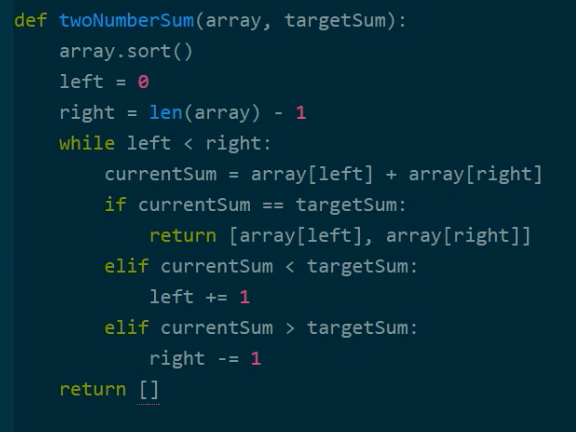 def twoNumberSum(array, targetSum):
    array.sort()
    left = 0
    right = len(array) - 1
    while left < right:
        currentSum = array[left] + array[right]
        if currentSum == targetSum:
            return [array[left], array[right]]
        elif currentSum < targetSum:
            left += 1
        elif currentSum > targetSum:
            right -= 1
    return []